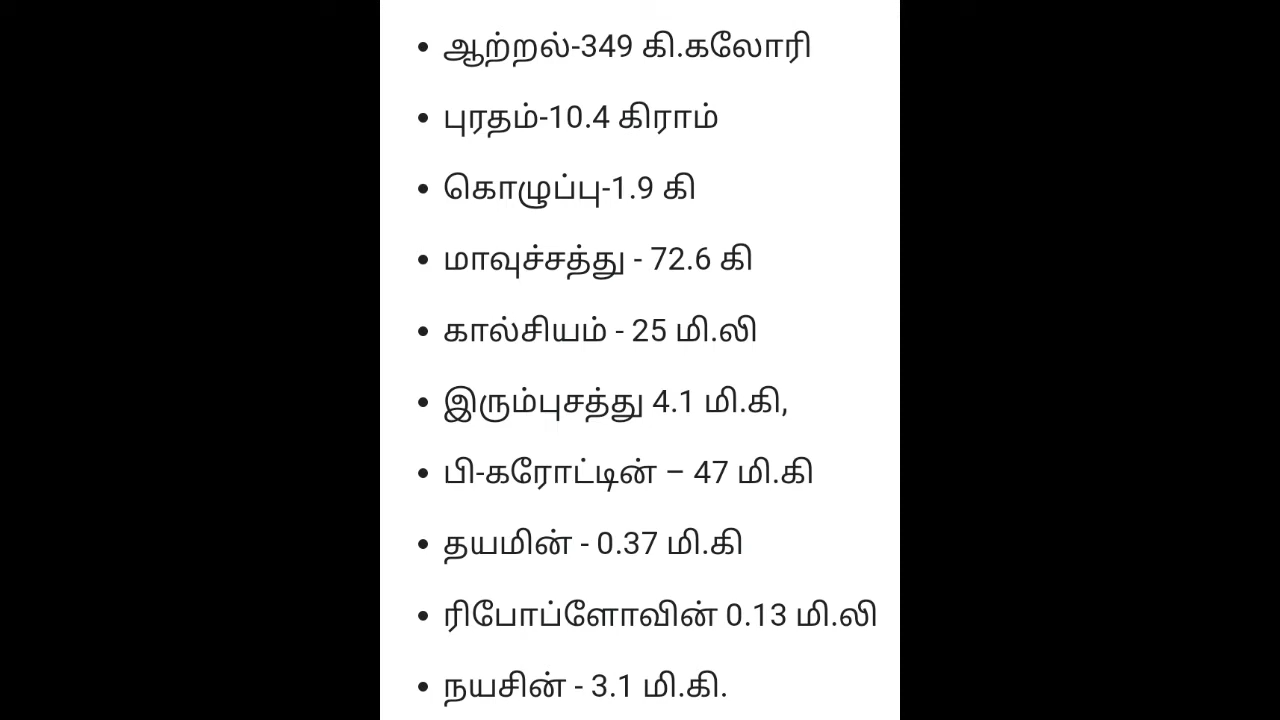 • ஆற்றல்-349 கி.கலோரி
• புரதம்-10.4 கிராம்
• கொழுப்பு-1.9 கி
• மாவுச்சத்து - 72.6 கி
• கால்சியம் - 25 மி.லி
• இரும்புசத்து 4.1 மி.கி,
• பி-கரோட்டின் – 47 மி.கி
• தயமின் - 0.37 மி.கி
• ரிபோப்ளோவின் 0.13 மி.லி
• நயசின் - 3.1 மி.கி.